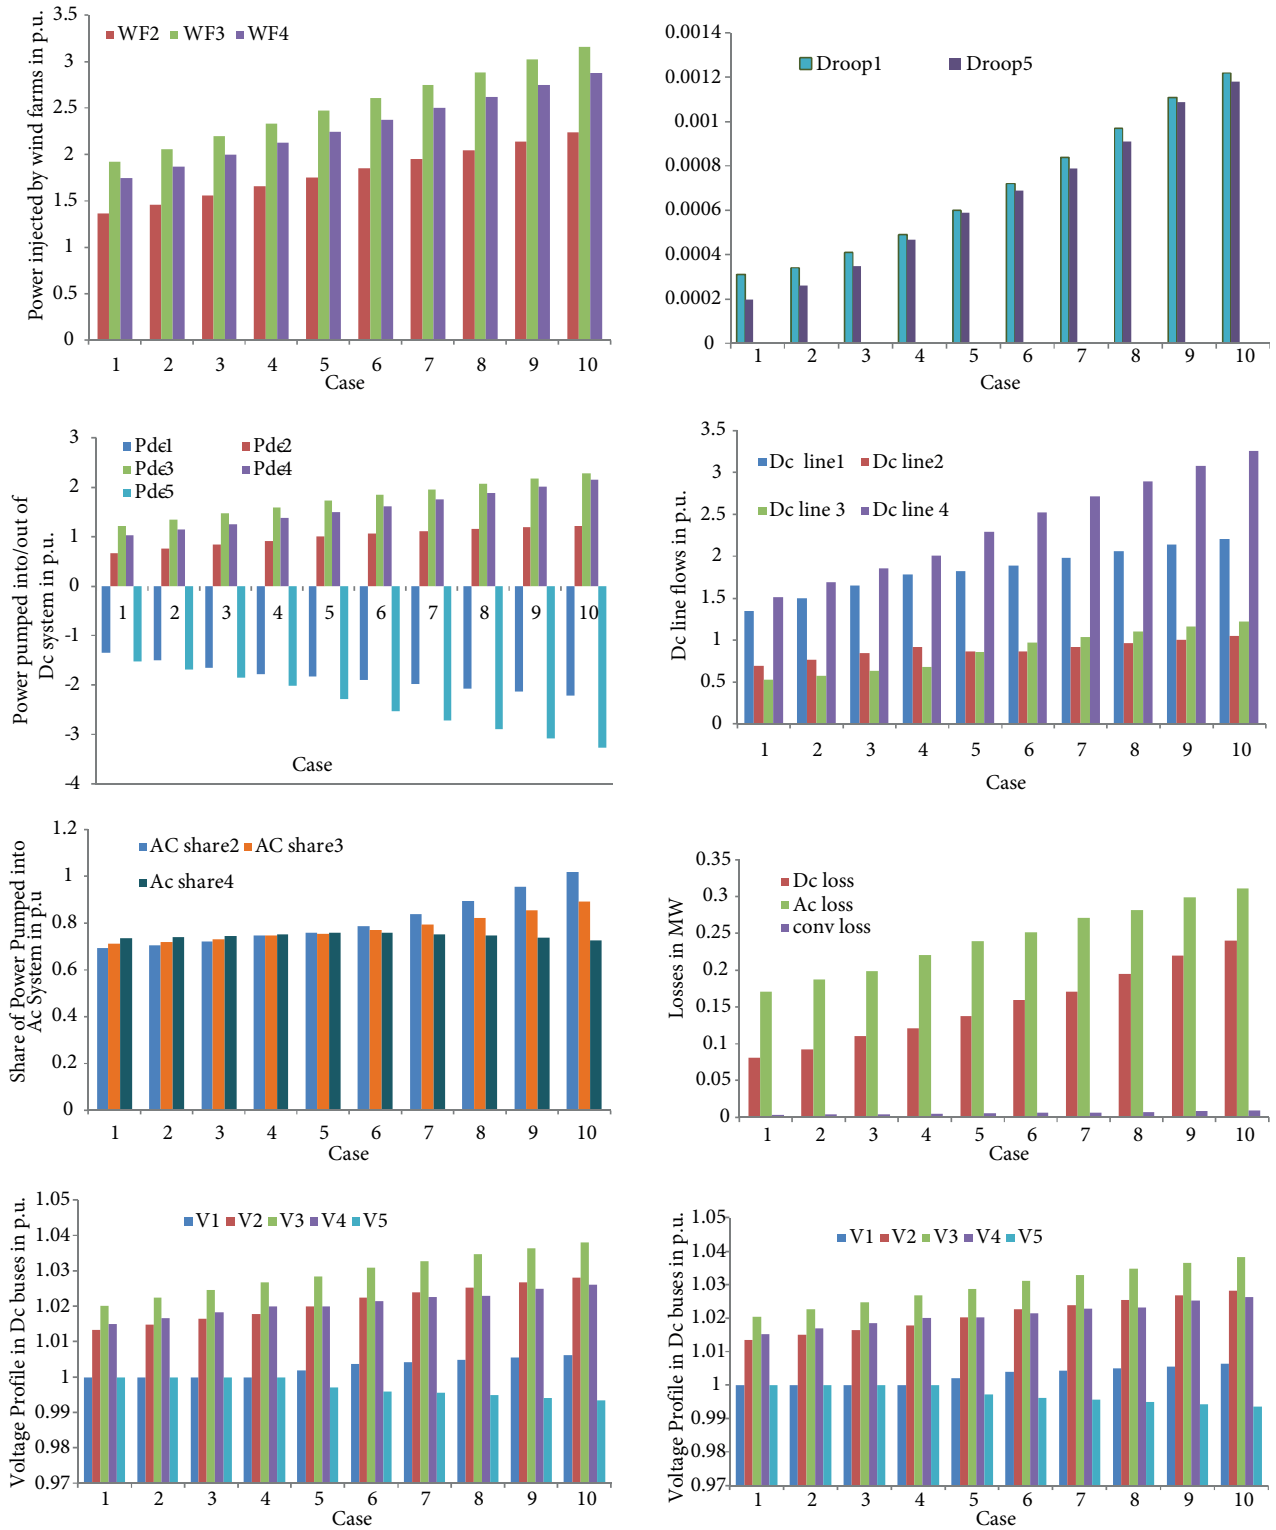 Power injected by wind farms in p.u.
3.5
3
2.5
2
1.5
1
0.5
0
WF2 WF3 WF4
1 2 3 4 5 6 7 8 9 10
Case
0.0014
0.0012
0.001
0.0008
0.0006
0.0004
0.0002
0
Droop1 Droop5
1 2 3 4 5 6 7 8 9 10
Case
Power pumped into/out of
Dc system in p.u.
3
2
1
0
-1
-2
-3
-4
Pdc1 Pdc2
Pdc3 Pdc4
Pdc5
1 2 3 4 5 6 7 8 9 10
Case
Dc line flows in p.u.
3.5
3
2.5
2
1.5
1
0.5
0
Dc line1 Dc line2
Dc line 3 Dc line 4
1 2 3 4 5 6 7 8 9 10
Case
Share of Power Pumped into
Ac System in p.u
1.2
1
0.8
0.6
0.4
0.2
0
AC share2 AC share3
Ac share4
1 2 3 4 5 6 7 8 9 10
Case
Losses in MW
0.35
0.3
0.25
0.2
0.15
0.1
0.05
0
Dc loss
Ac loss
conv loss
1 2 3 4 5 6 7 8 9 10
Case
Voltage Profile in Dc buses in p.u.
1.05
1.04
1.03
1.02
1.01
1
0.99
0.98
0.97
V1 V2 V3 V4 V5
1 2 3 4 5 6 7 8 9 10
Case
Voltage Profile in Dc buses in p.u.
1.05
1.04
1.03
1.02
1.01
1
0.99
0.98
0.97
V1 V2 V3 V4 V5
1 2 3 4 5 6 7 8 9 10
Case